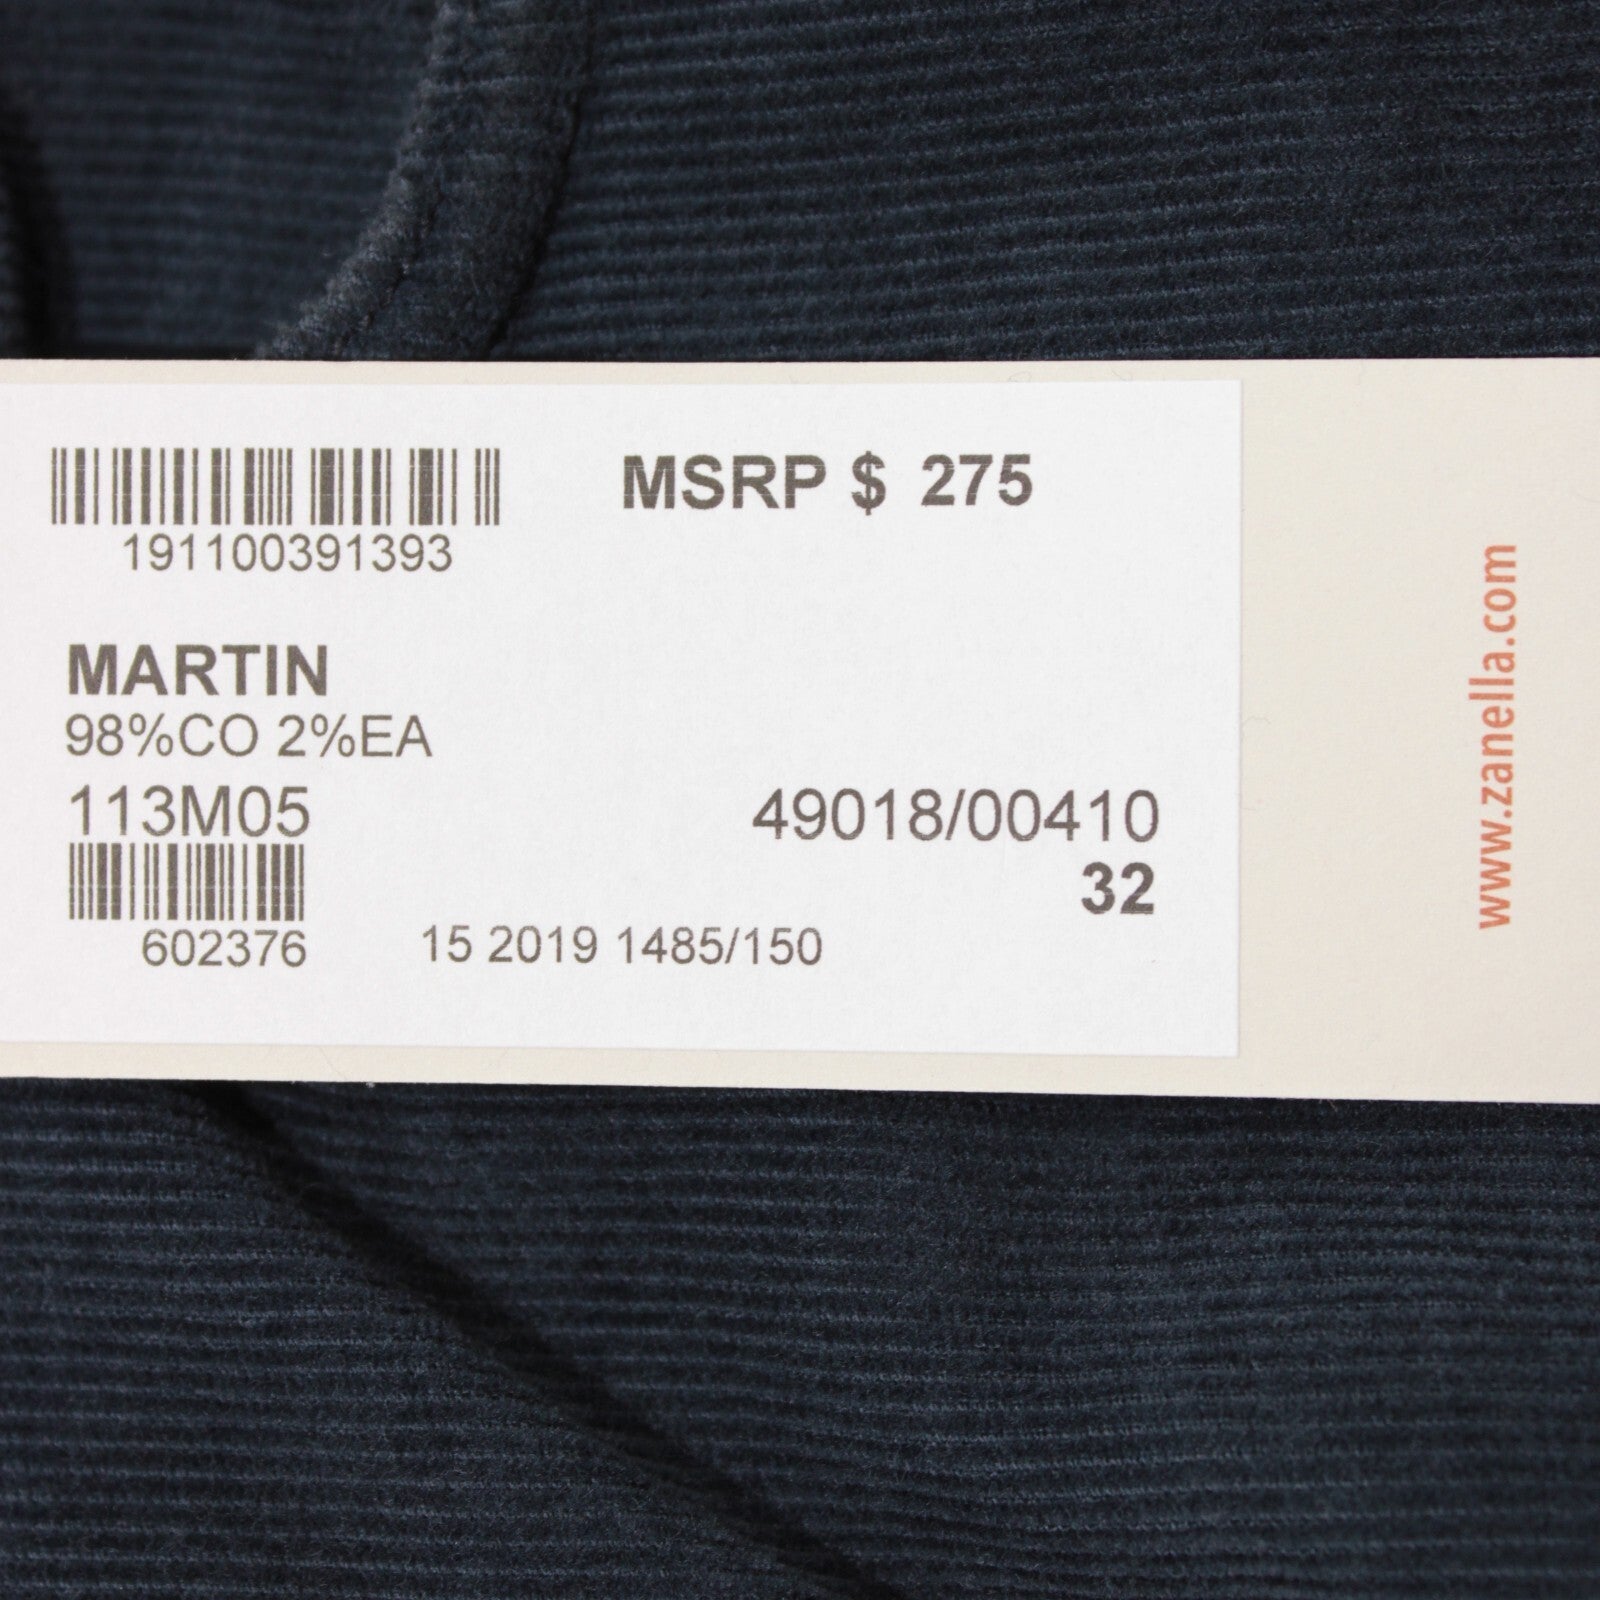 MSRP $ 275
191100391393
MARTIN
98%CO 2%EA
113M05
49018/00410
32
602376
15 2019 1485/150
www.zanella.com